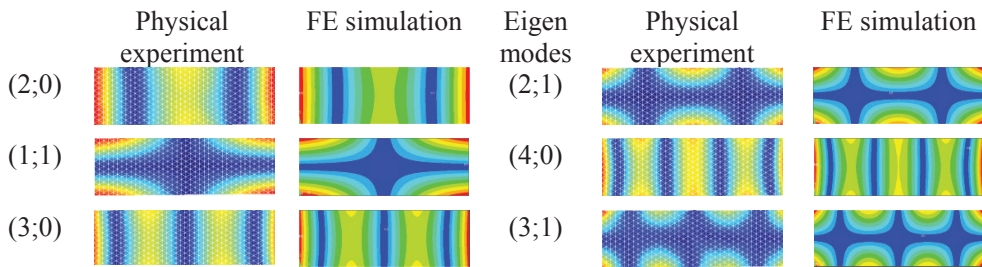 Physical experiment
FE simulation
Eigen modes
Physical experiment
FE simulation
(2;0)
(2;1)
(1;1)
(4;0)
(3;0)
(3;1)